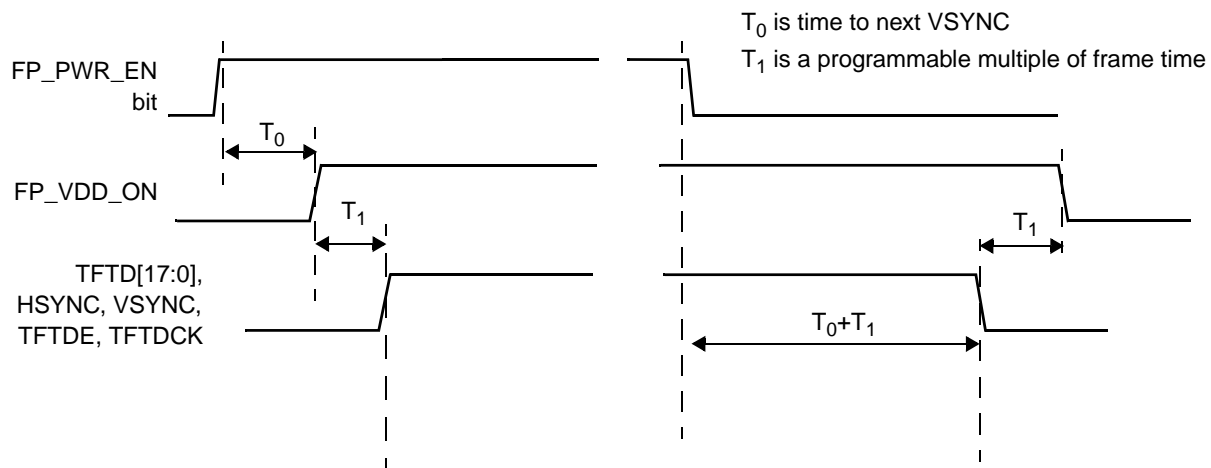 T0 is time to next VSYNC
T1 is a programmable multiple of frame time
FP_PWR_EN
bit
T0
FP_VDD_ON
T1
T1
TFTD[17:0],
HSYNC, VSYNC,
TFTDE, TFTDCK
T0+T1